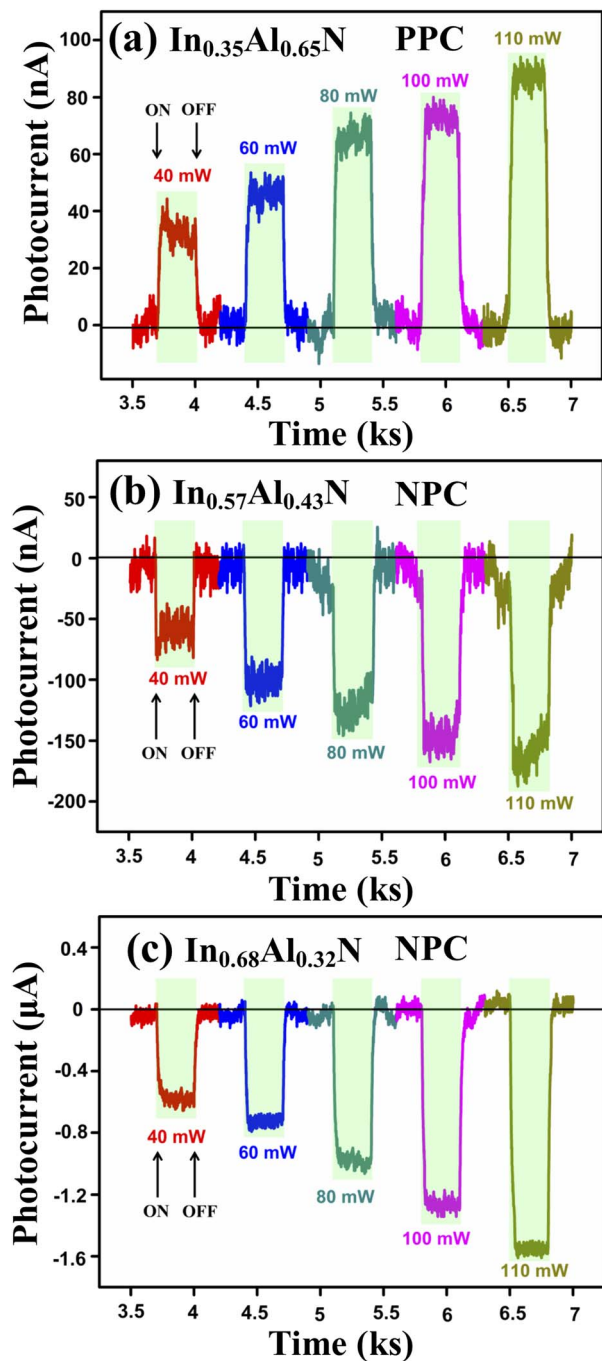 (a) In₀.₃₅Al₀.₆₅N PPC
110 mW
100 mW
80 mW
60 mW
40 mW
ON OFF
Photocurrent (nA)
100
80
60
40
20
0
3.5 4 4.5 5 5.5 6 6.5 7
Time (ks)
(b) In₀.₅₇Al₀.₄₃N NPC
Photocurrent (nA)
50
0
-50
-100
-150
-200
40 mW
60 mW
80 mW
100 mW
110 mW
ON OFF
3.5 4 4.5 5 5.5 6 6.5 7
Time (ks)
(c) In₀.₆₈Al₀.₃₂N NPC
Photocurrent (µA)
0.4
0
-0.4
-0.8
-1.2
-1.6
40 mW
60 mW
80 mW
100 mW
110 mW
ON OFF
3.5 4 4.5 5 5.5 6 6.5 7
Time (ks)